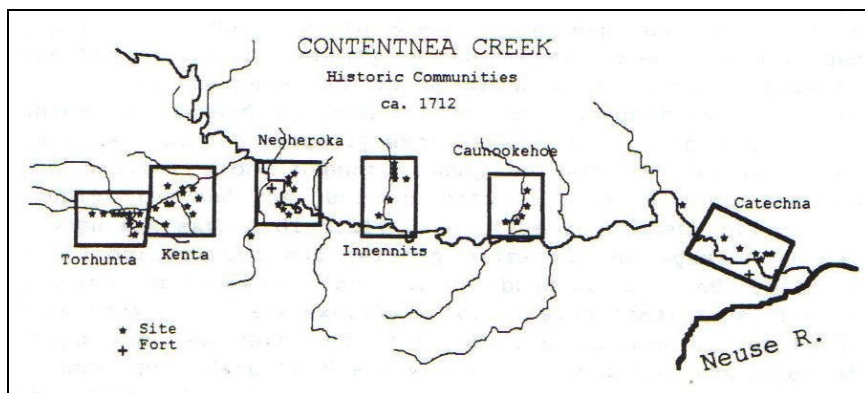 CONTENTNEA CREEK
Historic Communities
ca. 1712
Neoheroka
Caunookehoe
Catechna
Torhunta
Kenta
Innennits
Site
Fort
Neuse R.